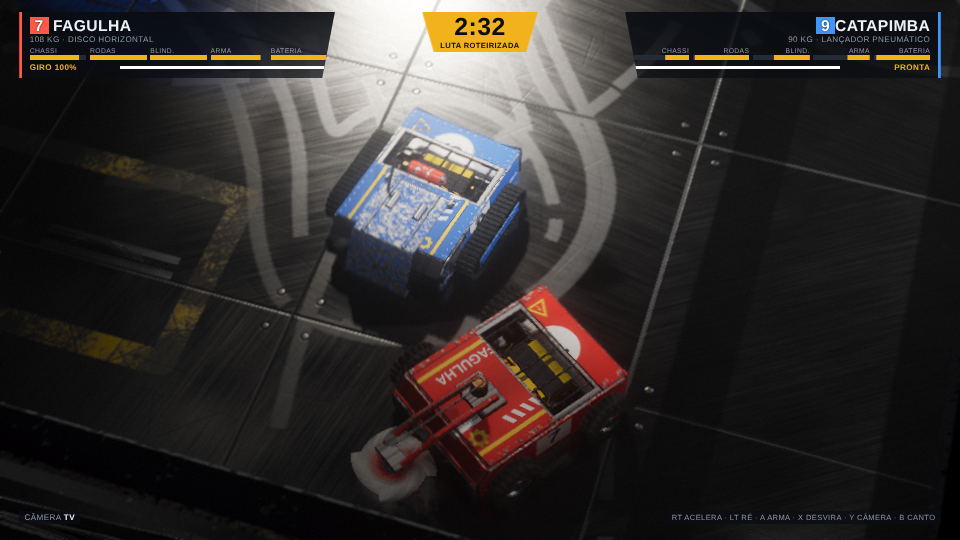 7 FAGULHA
108 KG · DISCO HORIZONTAL
CHASSI RODAS BLIND. ARMA BATERIA
GIRO 100%
2:32
LUTA ROTEIRIZADA
9 CATAPIMBA
90 KG · LANÇADOR PNEUMÁTICO
CHASSI RODAS BLIND. ARMA BATERIA
PRONTA
FAGULHA
7
CÂMERA TV
RT ACELERA · LT RÉ · A ARMA · X DESVIRA · Y CÂMERA · B CANTO